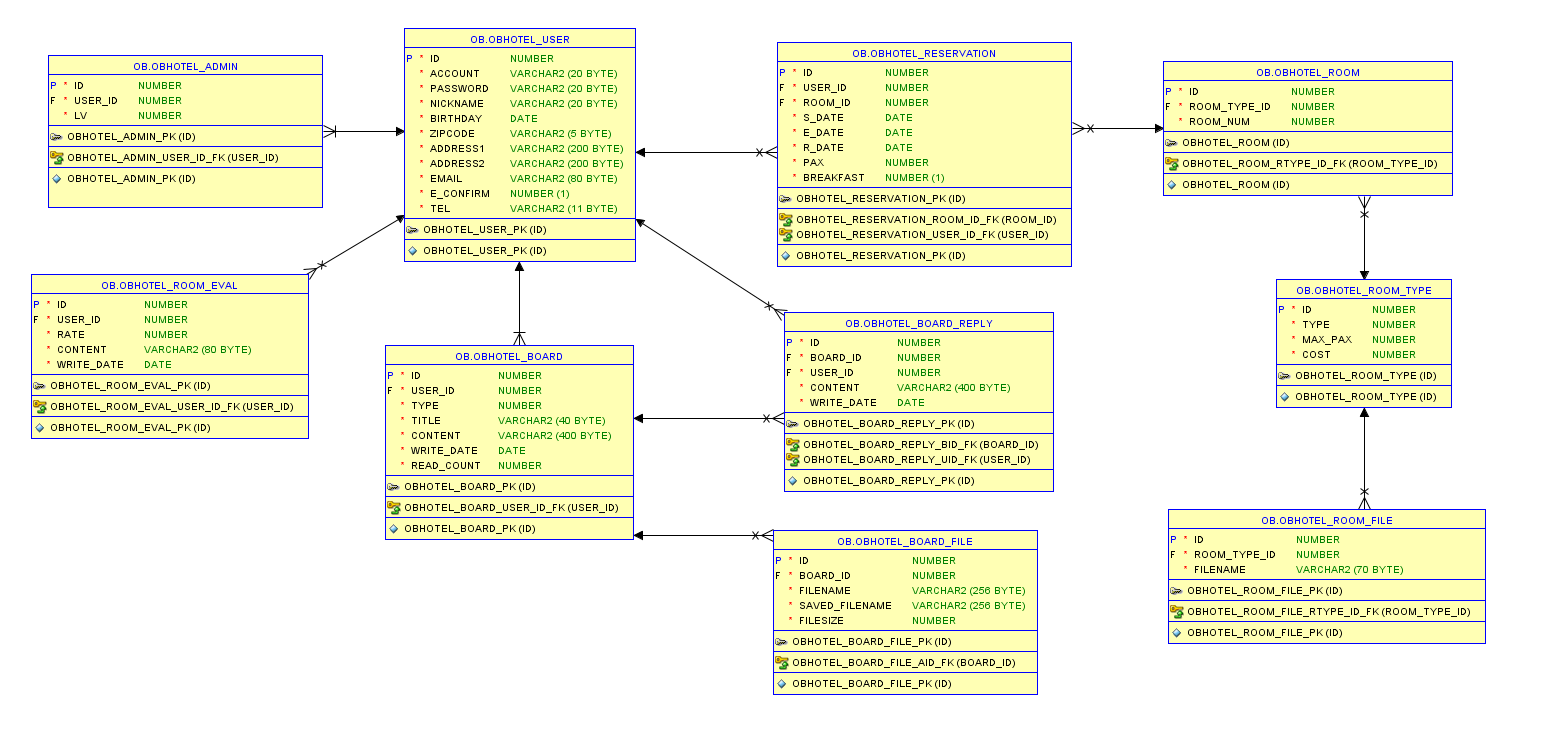 OB.OBHOTEL_ADMIN
P * ID NUMBER
F * USER_ID NUMBER
* LV NUMBER
OBHOTEL_ADMIN_PK (ID)
OBHOTEL_ADMIN_USER_ID_FK (USER_ID)
OBHOTEL_ADMIN_PK (ID)
OB.OBHOTEL_USER
P * ID NUMBER
* ACCOUNT VARCHAR2 (20 BYTE)
* PASSWORD VARCHAR2 (20 BYTE)
* NICKNAME VARCHAR2 (20 BYTE)
* BIRTHDAY DATE
* ZIPCODE VARCHAR2 (5 BYTE)
* ADDRESS1 VARCHAR2 (200 BYTE)
* ADDRESS2 VARCHAR2 (200 BYTE)
* EMAIL VARCHAR2 (80 BYTE)
* E_CONFIRM NUMBER (1)
* TEL VARCHAR2 (11 BYTE)
OBHOTEL_USER_PK (ID)
OBHOTEL_USER_PK (ID)
OB.OBHOTEL_RESERVATION
P * ID NUMBER
F * USER_ID NUMBER
F * ROOM_ID NUMBER
* S_DATE DATE
* E_DATE DATE
* R_DATE DATE
* PAX NUMBER
* BREAKFAST NUMBER (1)
OBHOTEL_RESERVATION_PK (ID)
OBHOTEL_RESERVATION_ROOM_ID_FK (ROOM_ID)
OBHOTEL_RESERVATION_USER_ID_FK (USER_ID)
OBHOTEL_RESERVATION_PK (ID)
OB.OBHOTEL_ROOM
P * ID NUMBER
F * ROOM_TYPE_ID NUMBER
* ROOM_NUM NUMBER
OBHOTEL_ROOM (ID)
OBHOTEL_ROOM_RTYPE_ID_FK (ROOM_TYPE_ID)
OBHOTEL_ROOM (ID)
OB.OBHOTEL_ROOM_EVAL
P * ID NUMBER
F * USER_ID NUMBER
* RATE NUMBER
* CONTENT VARCHAR2 (80 BYTE)
* WRITE_DATE DATE
OBHOTEL_ROOM_EVAL_PK (ID)
OBHOTEL_ROOM_EVAL_USER_ID_FK (USER_ID)
OBHOTEL_ROOM_EVAL_PK (ID)
OB.OBHOTEL_BOARD
P * ID NUMBER
F * USER_ID NUMBER
* TYPE NUMBER
* TITLE VARCHAR2 (40 BYTE)
* CONTENT VARCHAR2 (400 BYTE)
* WRITE_DATE DATE
* READ_COUNT NUMBER
OBHOTEL_BOARD_PK (ID)
OBHOTEL_BOARD_USER_ID_FK (USER_ID)
OBHOTEL_BOARD_PK (ID)
OB.OBHOTEL_BOARD_REPLY
P * ID NUMBER
F * BOARD_ID NUMBER
F * USER_ID NUMBER
* CONTENT VARCHAR2 (400 BYTE)
* WRITE_DATE DATE
OBHOTEL_BOARD_REPLY_PK (ID)
OBHOTEL_BOARD_REPLY_BID_FK (BOARD_ID)
OBHOTEL_BOARD_REPLY_UID_FK (USER_ID)
OBHOTEL_BOARD_REPLY_PK (ID)
OB.OBHOTEL_ROOM_TYPE
P * ID NUMBER
* TYPE NUMBER
* MAX_PAX NUMBER
* COST NUMBER
OBHOTEL_ROOM_TYPE (ID)
OBHOTEL_ROOM_TYPE (ID)
OB.OBHOTEL_BOARD_FILE
P * ID NUMBER
F * BOARD_ID NUMBER
* FILENAME VARCHAR2 (256 BYTE)
* SAVED_FILENAME VARCHAR2 (256 BYTE)
* FILESIZE NUMBER
OBHOTEL_BOARD_FILE_PK (ID)
OBHOTEL_BOARD_FILE_AID_FK (BOARD_ID)
OBHOTEL_BOARD_FILE_PK (ID)
OB.OBHOTEL_ROOM_FILE
P * ID NUMBER
F * ROOM_TYPE_ID NUMBER
* FILENAME VARCHAR2 (70 BYTE)
OBHOTEL_ROOM_FILE_PK (ID)
OBHOTEL_ROOM_FILE_RTYPE_ID_FK (ROOM_TYPE_ID)
OBHOTEL_ROOM_FILE_PK (ID)